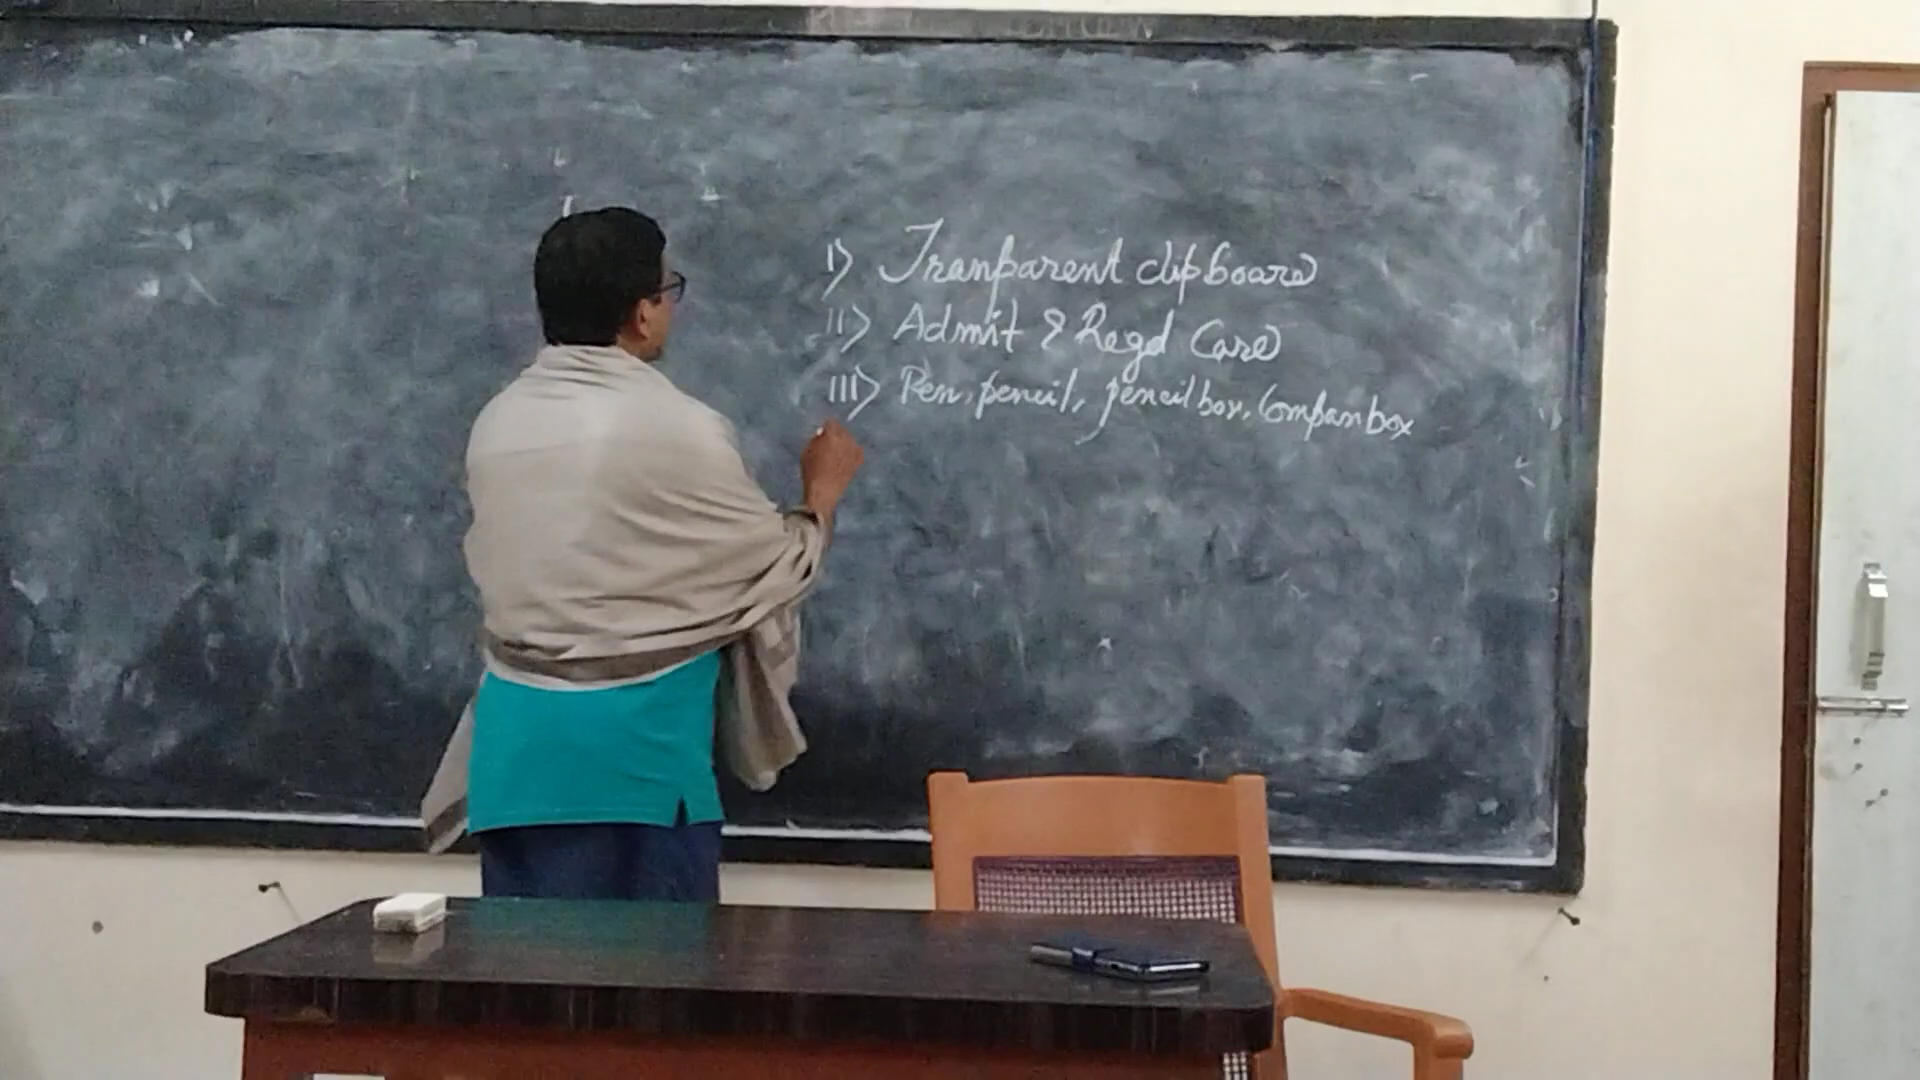 I) Tranparent clipboard
II) Admit & Regd Card
III) Pen, pencil, pencil box, Compan box